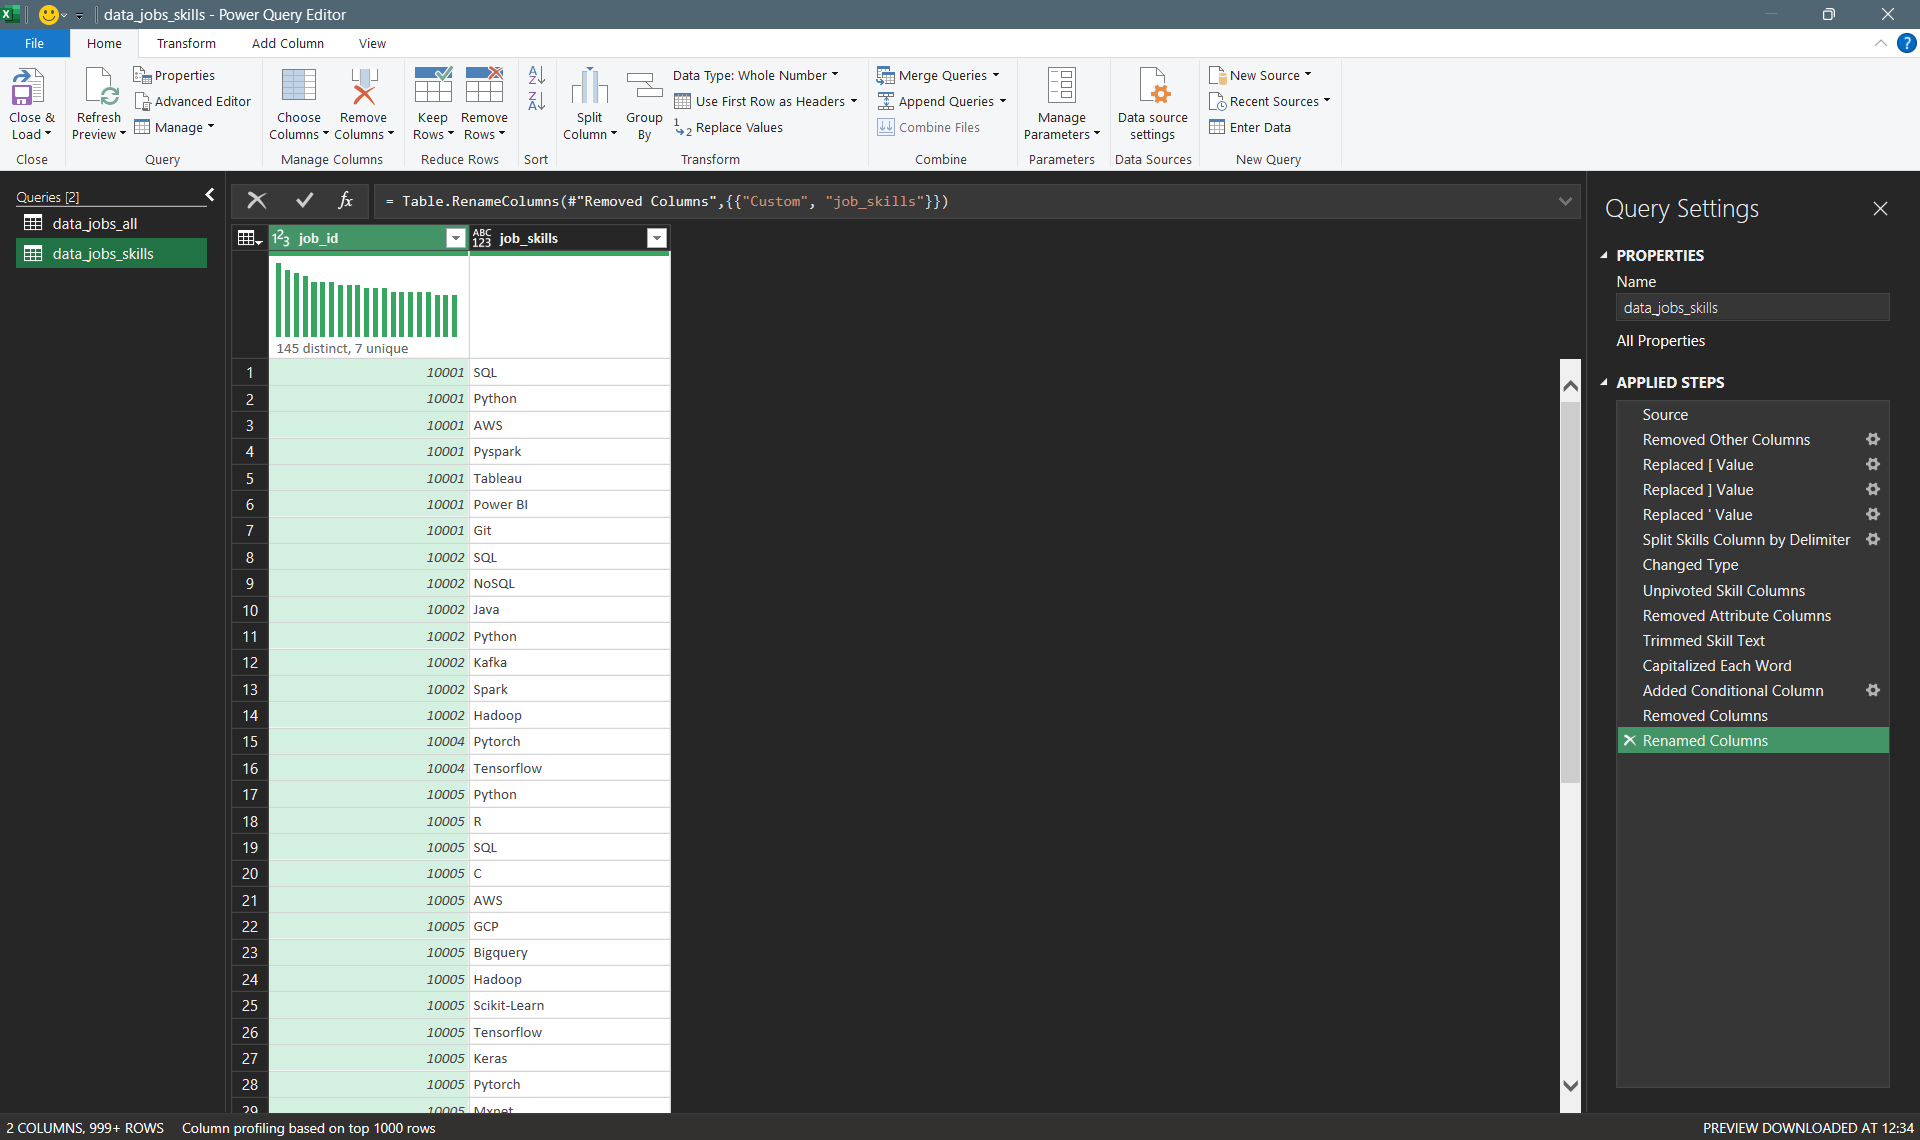 data_jobs_skills - Power Query Editor
File Home Transform Add Column View
Close & Load
Close
Refresh Preview
Properties
Advanced Editor
Manage
Query
Choose Columns
Remove Columns
Manage Columns
Keep Rows
Remove Rows
Reduce Rows
Sort
Split Column
Group By
Data Type: Whole Number
Use First Row as Headers
Replace Values
Transform
Merge Queries
Append Queries
Combine Files
Combine
Manage Parameters
Parameters
Data source settings
Data Sources
New Source
Recent Sources
Enter Data
New Query
Queries [2]
data_jobs_all
data_jobs_skills
fx = Table.RenameColumns(#"Removed Columns",{{"Custom", "job_skills"}})
123 job_id ABC 123 job_skills
145 distinct, 7 unique
1 10001 SQL
2 10001 Python
3 10001 AWS
4 10001 Pyspark
5 10001 Tableau
6 10001 Power BI
7 10001 Git
8 10002 SQL
9 10002 NoSQL
10 10002 Java
11 10002 Python
12 10002 Kafka
13 10002 Spark
14 10002 Hadoop
15 10004 Pytorch
16 10004 Tensorflow
17 10005 Python
18 10005 R
19 10005 SQL
20 10005 C
21 10005 AWS
22 10005 GCP
23 10005 Bigquery
24 10005 Hadoop
25 10005 Scikit-Learn
26 10005 Tensorflow
27 10005 Keras
28 10005 Pytorch
29 10005 Mxnet
Query Settings
PROPERTIES
Name
data_jobs_skills
All Properties
APPLIED STEPS
Source
Removed Other Columns
Replaced [ Value
Replaced ] Value
Replaced ' Value
Split Skills Column by Delimiter
Changed Type
Unpivoted Skill Columns
Removed Attribute Columns
Trimmed Skill Text
Capitalized Each Word
Added Conditional Column
Removed Columns
Renamed Columns
2 COLUMNS, 999+ ROWS Column profiling based on top 1000 rows
PREVIEW DOWNLOADED AT 12:34